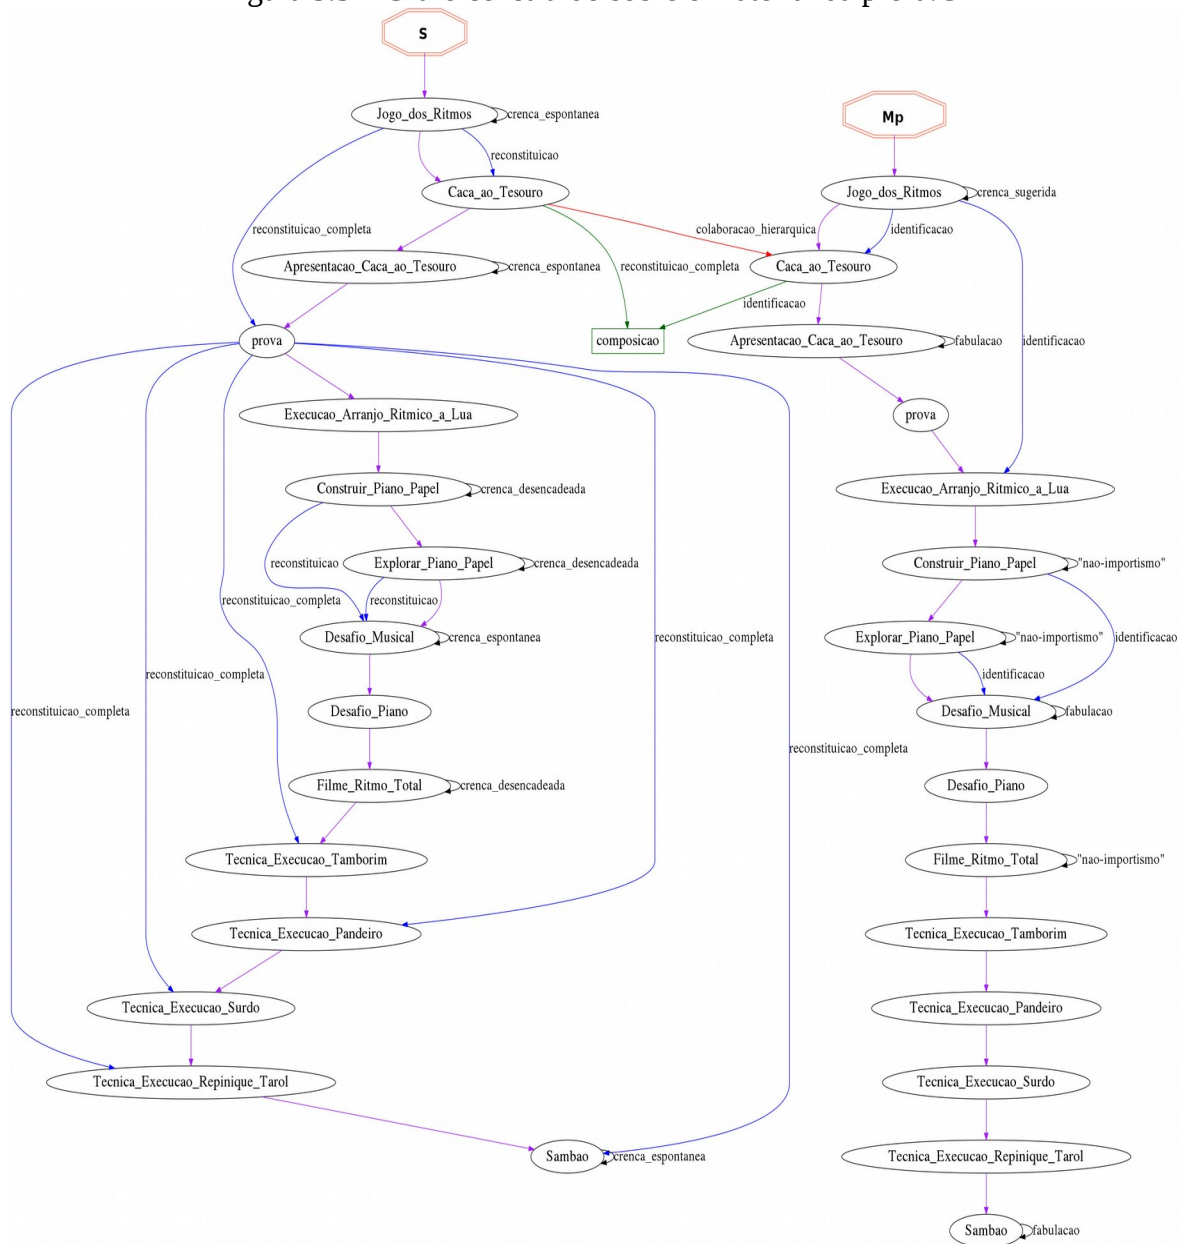 S
Jogo_dos_Ritmos
crenca_espontanea
Mp
reconstituicao
Caca_ao_Tesouro
Jogo_dos_Ritmos
crenca_sugerida
reconstituicao_completa
colaboracao_hierarquica
identificacao
Apresentacao_Caca_ao_Tesouro
crenca_espontanea
reconstituicao_completa
Caca_ao_Tesouro
identificacao
prova
composicao
Apresentacao_Caca_ao_Tesouro
fabulacao
identificacao
Execucao_Arranjo_Ritmico_a_Lua
prova
Construir_Piano_Papel
crenca_desencadeada
Execucao_Arranjo_Ritmico_a_Lua
reconstituicao
Explorar_Piano_Papel
crenca_desencadeada
Construir_Piano_Papel
"nao-importismo"
reconstituicao_completa
reconstituicao
Desafio_Musical
crenca_espontanea
reconstituicao_completa
Explorar_Piano_Papel
"nao-importismo"
identificacao
reconstituicao_completa
identificacao
reconstituicao_completa
Desafio_Piano
Desafio_Musical
fabulacao
reconstituicao_completa
Filme_Ritmo_Total
crenca_desencadeada
Desafio_Piano
Tecnica_Execucao_Tamborim
Filme_Ritmo_Total
"nao-importismo"
Tecnica_Execucao_Pandeiro
Tecnica_Execucao_Tamborim
Tecnica_Execucao_Surdo
Tecnica_Execucao_Pandeiro
Tecnica_Execucao_Repinique_Tarol
Tecnica_Execucao_Surdo
Sambao
crenca_espontanea
Tecnica_Execucao_Repinique_Tarol
Sambao
fabulacao